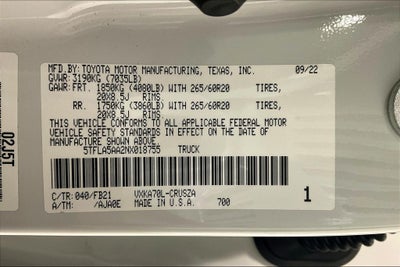 MFD.BY: TOYOTA MOTOR MANUFACTURING, TEXAS, INC. 09/22
GVWR: 3190KG (7035LB)
GAWR: FRT. 1850KG (4080LB) WITH 265/60R20 TIRES,
20X8.5J RIMS.
RR. 1750KG (3860LB) WITH 265/60R20 TIRES,
20X8.5J RIMS.
THIS VEHICLE CONFORMS TO ALL APPLICABLE FEDERAL MOTOR
VEHICLE SAFETY STANDARDS IN EFFECT ON THE DATE OF
MANUFACTURE SHOWN ABOVE.
5TFLA5AA2NX018755 TRUCK
C/TR: 040/FB21 VXKA70L-CRUSZA 1
A/TM: /AJA0E MADE IN U.S.A. 700
02J5T